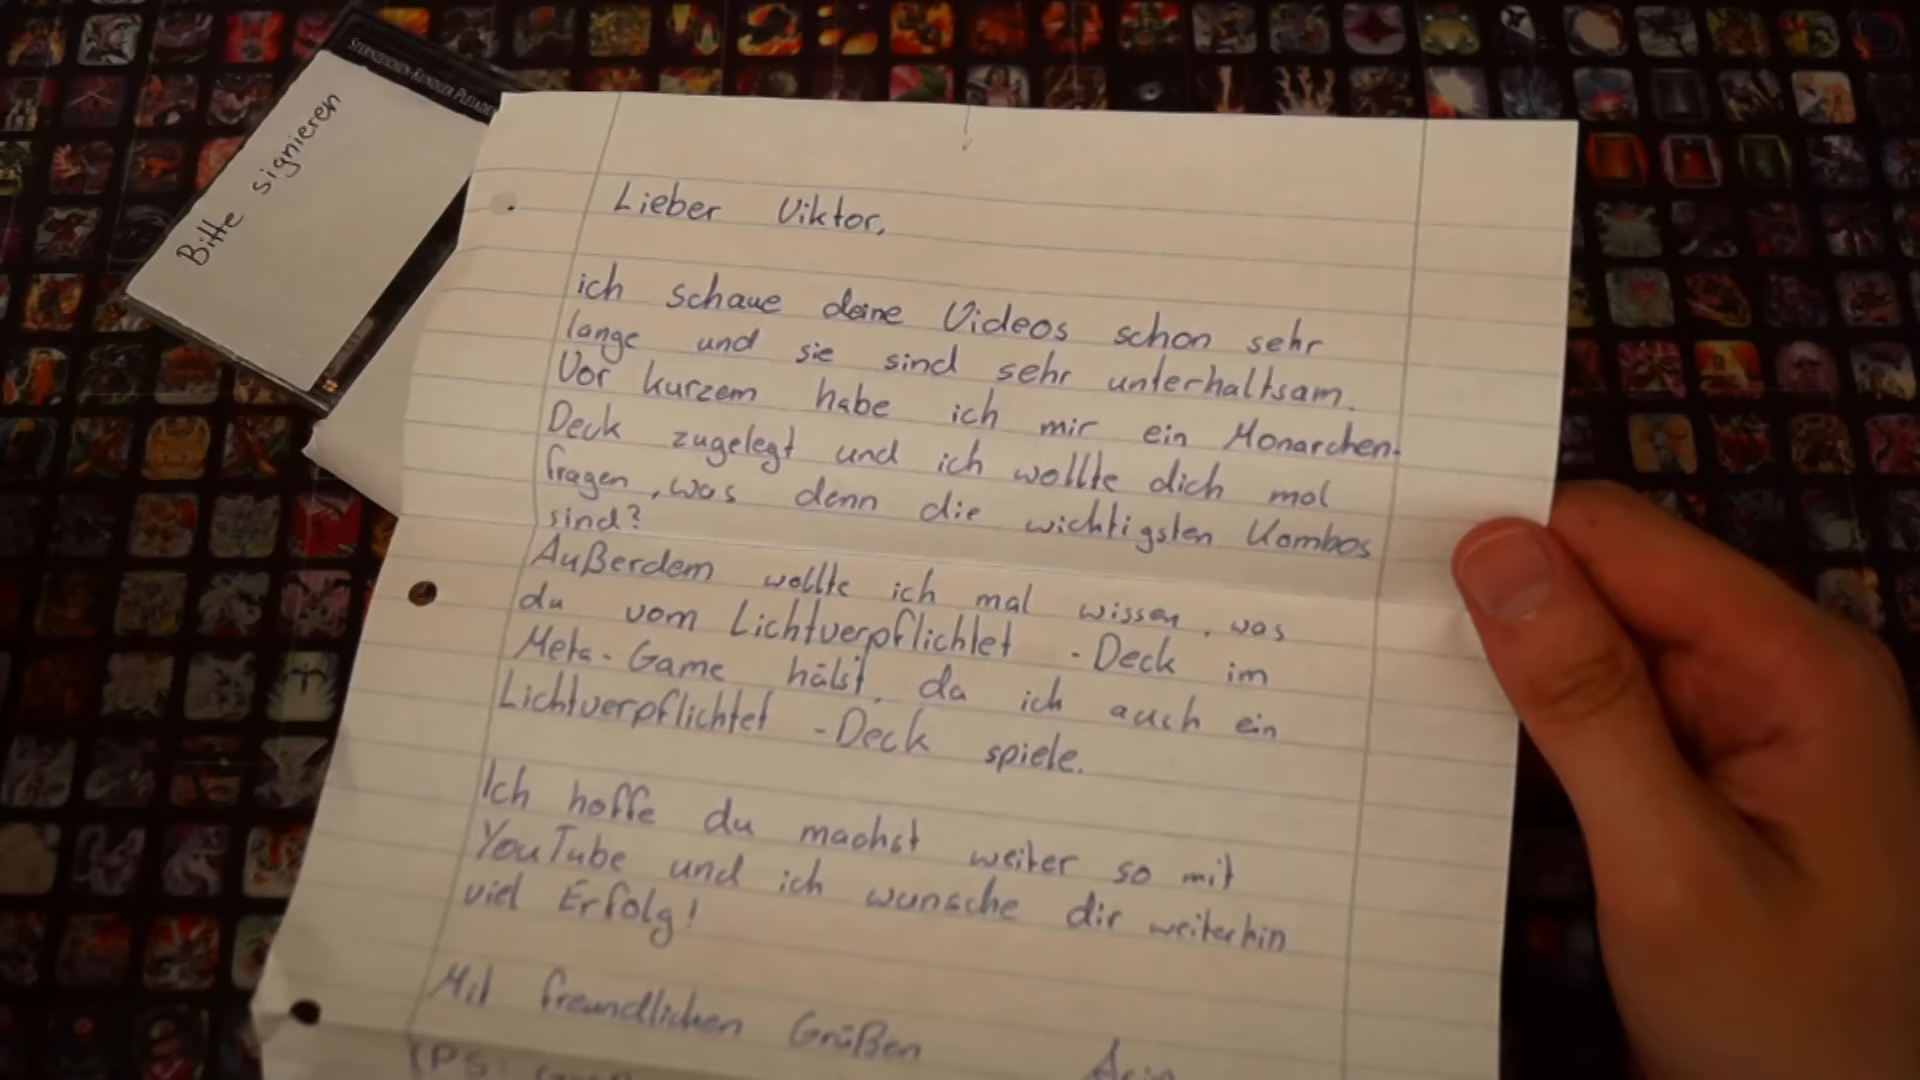 Bitte signieren
Lieber Viktor,
ich schaue deine Videos schon sehr
lange und sie sind sehr unterhaltsam.
Vor kurzem habe ich mir ein Monarchen-
Deck zugelegt und ich wollte dich mal
fragen, was denn die wichtigsten Kombos
sind?
Außerdem wollte ich mal wissen, was
du vom Lichtverpflichtet -Deck im
Meta-Game hälst, da ich auch ein
Lichtverpflichtet -Deck spiele.
Ich hoffe du machst weiter so mit
YouTube und ich wünsche dir weiterhin
viel Erfolg!
Mit freundlichen Grüßen
(PS: